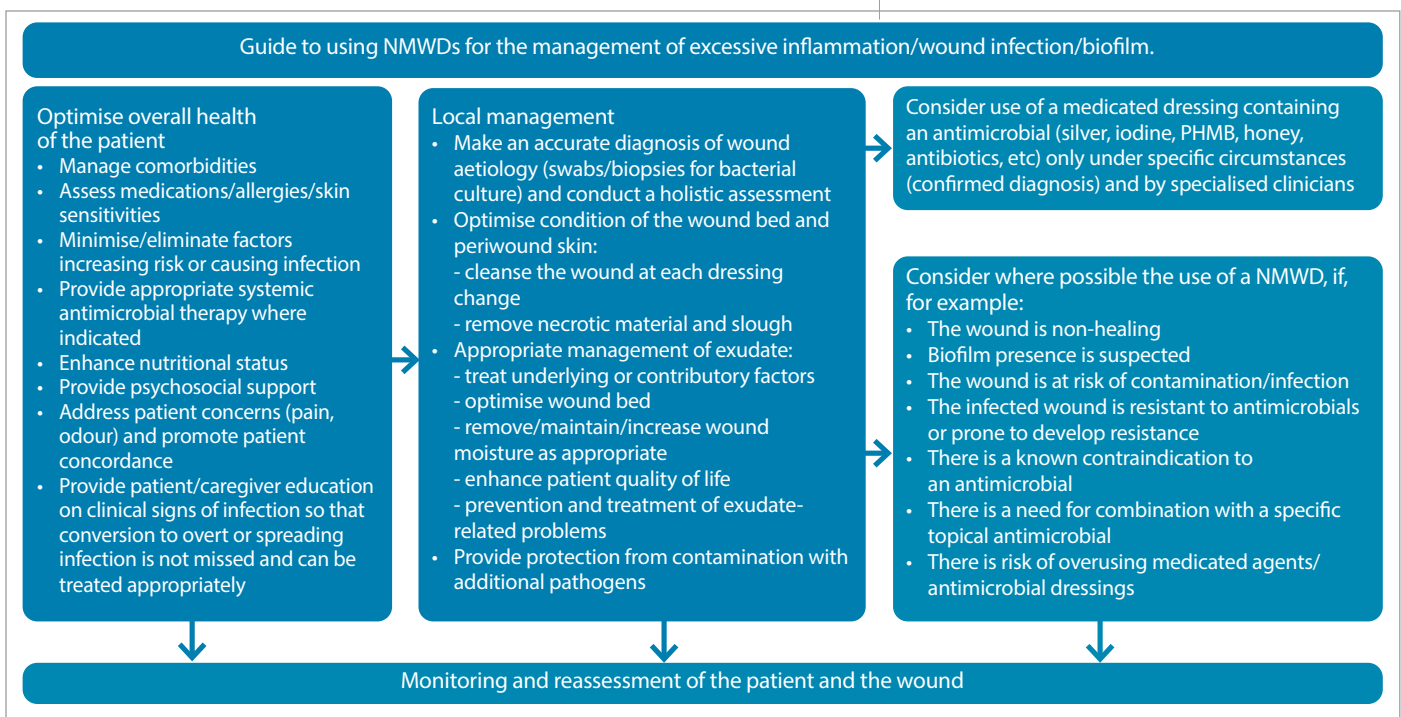 Guide to using NMWDs for the management of excessive inflammation/wound infection/biofilm.
Optimise overall health
of the patient
• Manage comorbidities
• Assess medications/allergies/skin
sensitivities
• Minimise/eliminate factors
increasing risk or causing infection
• Provide appropriate systemic
antimicrobial therapy where
indicated
• Enhance nutritional status
• Provide psychosocial support
• Address patient concerns (pain,
odour) and promote patient
concordance
• Provide patient/caregiver education
on clinical signs of infection so that
conversion to overt or spreading
infection is not missed and can be
treated appropriately
Local management
• Make an accurate diagnosis of wound
aetiology (swabs/biopsies for bacterial
culture) and conduct a holistic assessment
• Optimise condition of the wound bed and
periwound skin:
- cleanse the wound at each dressing
change
- remove necrotic material and slough
• Appropriate management of exudate:
- treat underlying or contributory factors
- optimise wound bed
- remove/maintain/increase wound
moisture as appropriate
- enhance patient quality of life
- prevention and treatment of exudate-
related problems
• Provide protection from contamination with
additional pathogens
Consider use of a medicated dressing containing
an antimicrobial (silver, iodine, PHMB, honey,
antibiotics, etc) only under specific circumstances
(confirmed diagnosis) and by specialised clinicians
Consider where possible the use of a NMWD, if,
for example:
• The wound is non-healing
• Biofilm presence is suspected
• The wound is at risk of contamination/infection
• The infected wound is resistant to antimicrobials
or prone to develop resistance
• There is a known contraindication to
an antimicrobial
• There is a need for combination with a specific
topical antimicrobial
• There is risk of overusing medicated agents/
antimicrobial dressings
Monitoring and reassessment of the patient and the wound